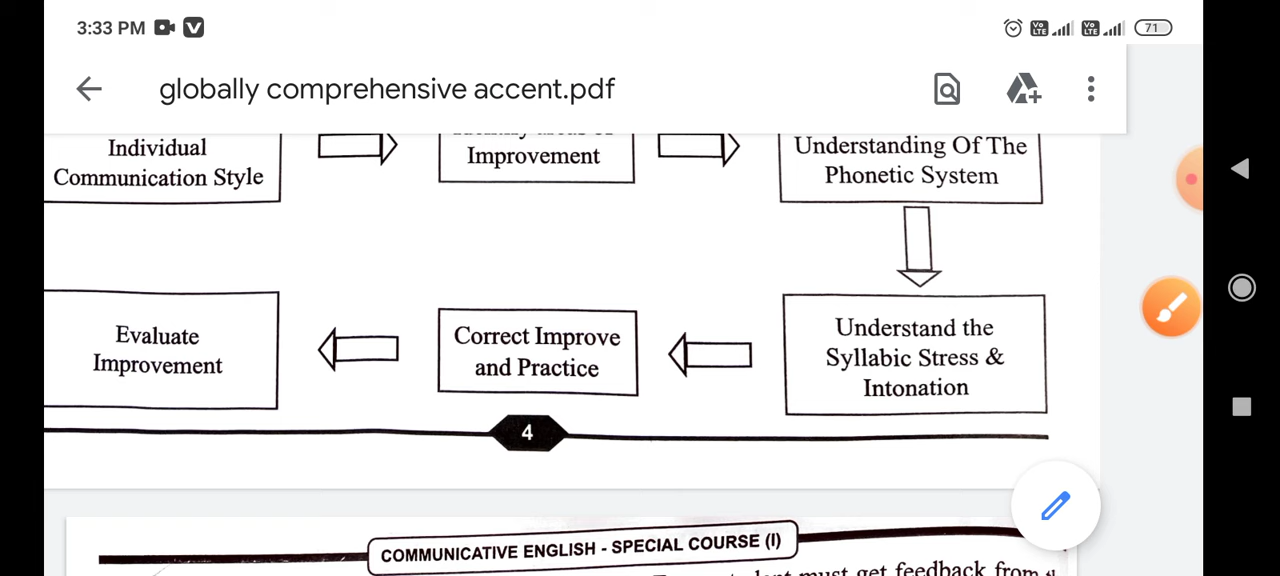 3:33 PM
71
globally comprehensive accent.pdf
Individual
Communication Style
Improvement
Understanding Of The
Phonetic System
Evaluate
Improvement
Correct Improve
and Practice
Understand the
Syllabic Stress &
Intonation
4
COMMUNICATIVE ENGLISH - SPECIAL COURSE (I)
must get feedback from